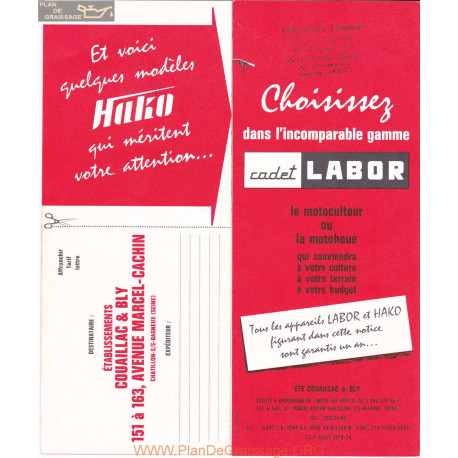 PLAN DE GRAISSAGE
Et voici
quelques modèles
Hako
qui méritent
votre attention...
Affranchir
Tarif
lettre
DESTINATAIRE :
ÉTABLISSEMENTS
COUAILLAC & BLY
151 à 163, AVENUE MARCEL-CACHIN
CHATILLON-S/S-BAGNEUX (SEINE)
EXPÉDITEUR :
Choisissez
dans l'incomparable gamme
cadet LABOR
le motoculteur
ou
la motohoue
qui conviendra
à votre culture
à votre terrain
à votre budget
Tous les appareils LABOR et HAKO
figurant dans cette notice
sont garantis un an...
ETS COUAILLAC & BLY
www.PlanDeGraissage.ORG